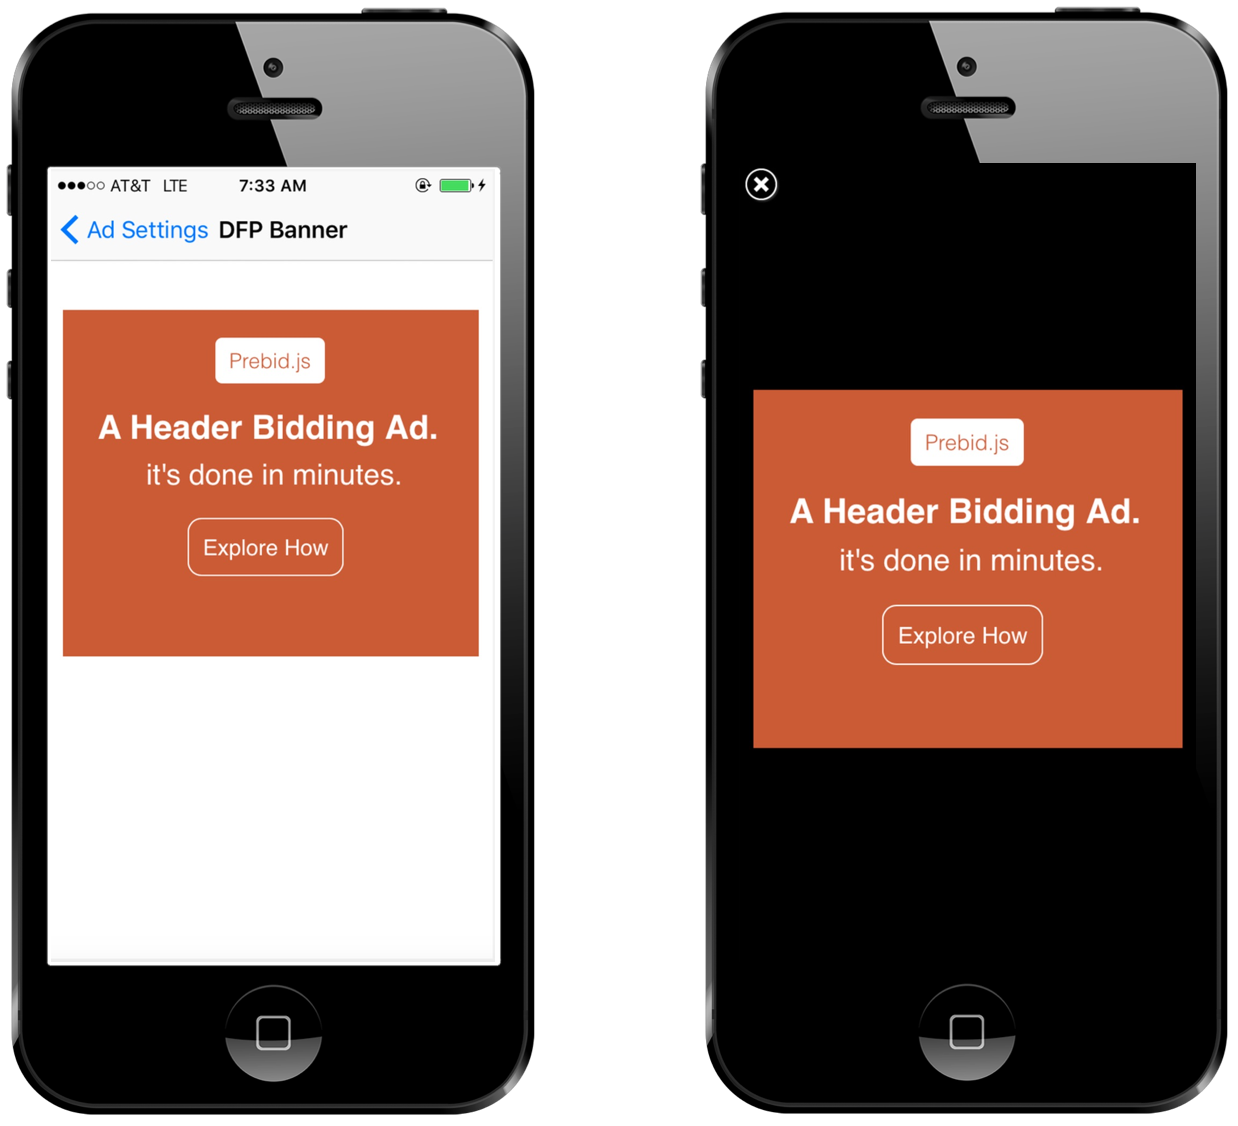 AT&T LTE 7:33 AM
Ad Settings DFP Banner
Prebid.js
A Header Bidding Ad.
it's done in minutes.
Explore How
Prebid.js
A Header Bidding Ad.
it's done in minutes.
Explore How